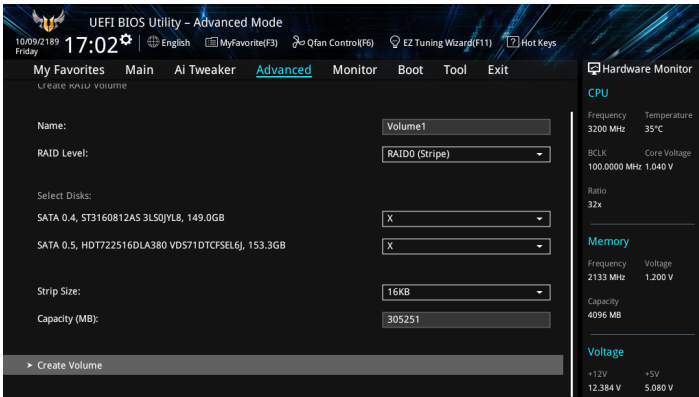 UEFI BIOS Utility – Advanced Mode
10/09/2189
Friday
17:02
English
MyFavorite(F3)
Qfan Control(F6)
EZ Tuning Wizard(F11)
? Hot Keys
My Favorites Main Ai Tweaker Advanced Monitor Boot Tool Exit
Create RAID Volume
Name: Volume1
RAID Level: RAID0 (Stripe)
Select Disks:
SATA 0.4, ST3160812AS 3LS0JYL8, 149.0GB X
SATA 0.5, HDT722516DLA380 VDS71DTCFSEL6J, 153.3GB X
Strip Size: 16KB
Capacity (MB): 305251
> Create Volume
Hardware Monitor
CPU
Frequency Temperature
3200 MHz 35°C
BCLK Core Voltage
100.0000 MHz 1.040 V
Ratio
32x
Memory
Frequency Voltage
2133 MHz 1.200 V
Capacity
4096 MB
Voltage
+12V +5V
12.384 V 5.080 V